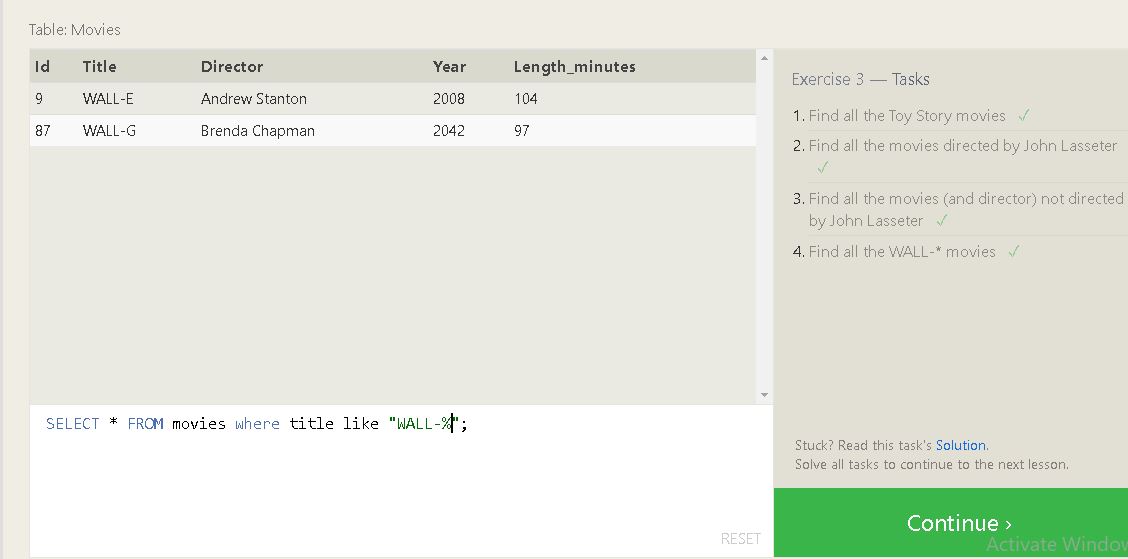 Table: Movies
Id Title Director Year Length_minutes
9 WALL-E Andrew Stanton 2008 104
87 WALL-G Brenda Chapman 2042 97
SELECT * FROM movies where title like "WALL-%";
RESET
Exercise 3 — Tasks
1. Find all the Toy Story movies ✓
2. Find all the movies directed by John Lasseter
✓
3. Find all the movies (and director) not directed
by John Lasseter ✓
4. Find all the WALL-* movies ✓
Stuck? Read this task's Solution.
Solve all tasks to continue to the next lesson.
Continue ›
Activate Window